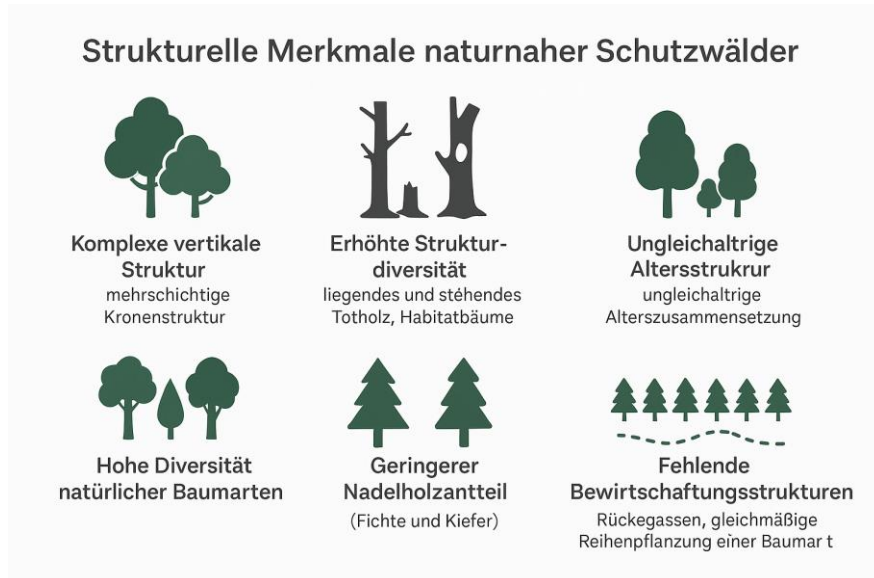 Strukturelle Merkmale naturnaher Schutzwälder
Komplexe vertikale
Struktur
mehrschichtige
Kronenstruktur
Erhöhte Struktur-
diversität
liegendes und stéhendes
Totholz, Habitatbäume
Ungleichaltrige
Altersstrukrur
ungleichaltrige
Alterszusammensetzung
Hohe Diversität
natürlicher Baumarten
Geringerer
Nadelholzantteil
(Fichte und Kiefer)
Fehlende
Bewirtschaftungsstrukturen
Rückegassen, gleichmäßige
Reihenpflanzung einer Baumar t